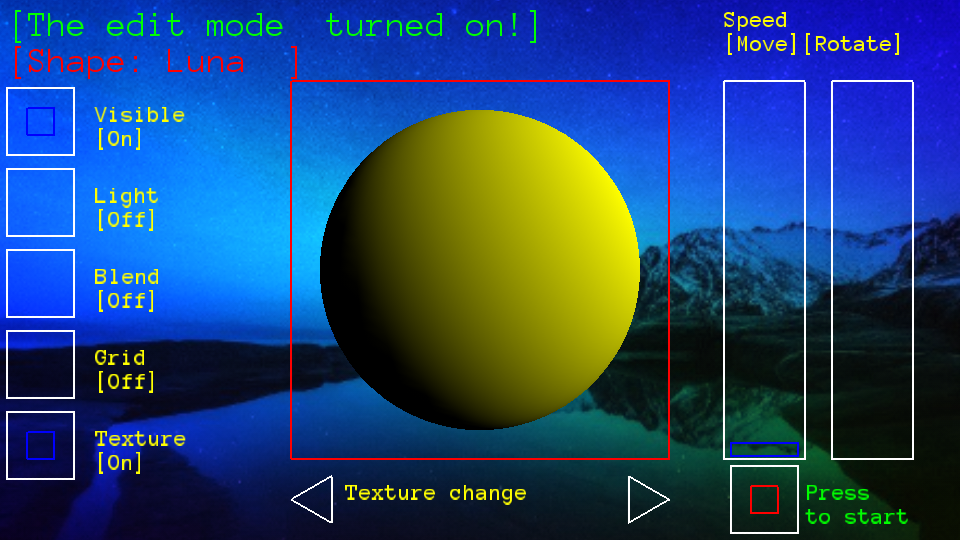 [The edit mode  turned on!]
[Shape: Luna   ]
Speed
[Move][Rotate]
Visible
[On]
Light
[Off]
Blend
[Off]
Grid
[Off]
Texture
[On]
Texture change
Press
to start